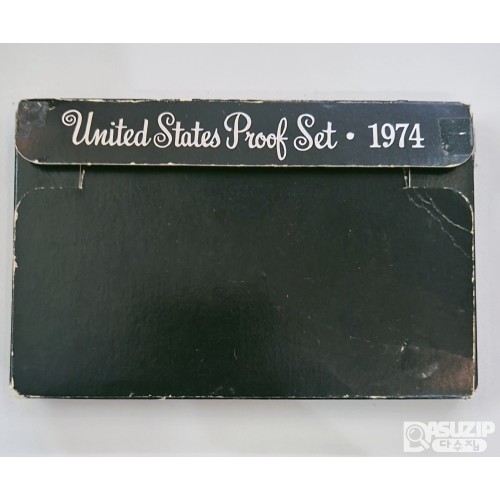 United States Proof Set • 1974
ASUZIP
다수집